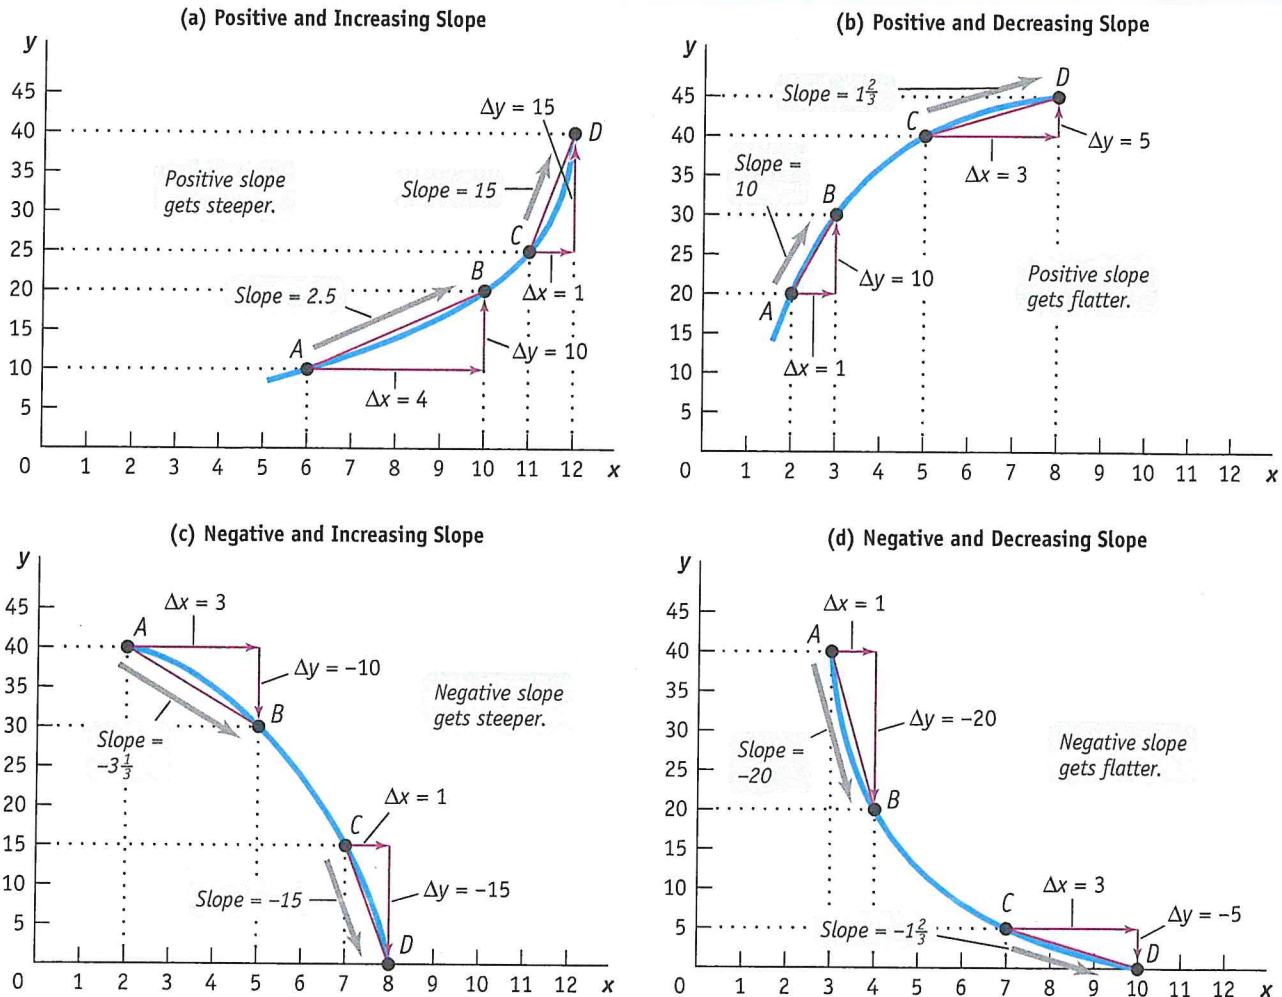 (a) Positive and Increasing Slope
y
45
40
35
30
25
20
15
10
5
0
1 2 3 4 5 6 7 8 9 10 11 12 x
Δy = 15
D
Positive slope
gets steeper.
Slope = 15
C
B
Δx = 1
Slope = 2.5
A
Δy = 10
Δx = 4
(b) Positive and Decreasing Slope
y
45
40
35
30
25
20
15
10
5
0
1 2 3 4 5 6 7 8 9 10 11 12 x
Slope = 1 2/3
D
C
Δy = 5
Δx = 3
Slope =
10
B
Δy = 10
Positive slope
gets flatter.
A
Δx = 1
(c) Negative and Increasing Slope
y
45
40
35
30
25
20
15
10
5
0
1 2 3 4 5 6 7 8 9 10 11 12 x
Δx = 3
A
Δy = –10
Negative slope
gets steeper.
B
Slope =
–3 1/3
Δx = 1
C
Slope = –15
Δy = –15
D
(d) Negative and Decreasing Slope
y
45
40
35
30
25
20
15
10
5
0
1 2 3 4 5 6 7 8 9 10 11 12 x
Δx = 1
A
Δy = –20
Slope =
–20
Negative slope
gets flatter.
B
Δx = 3
C
Δy = –5
Slope = –1 2/3
D